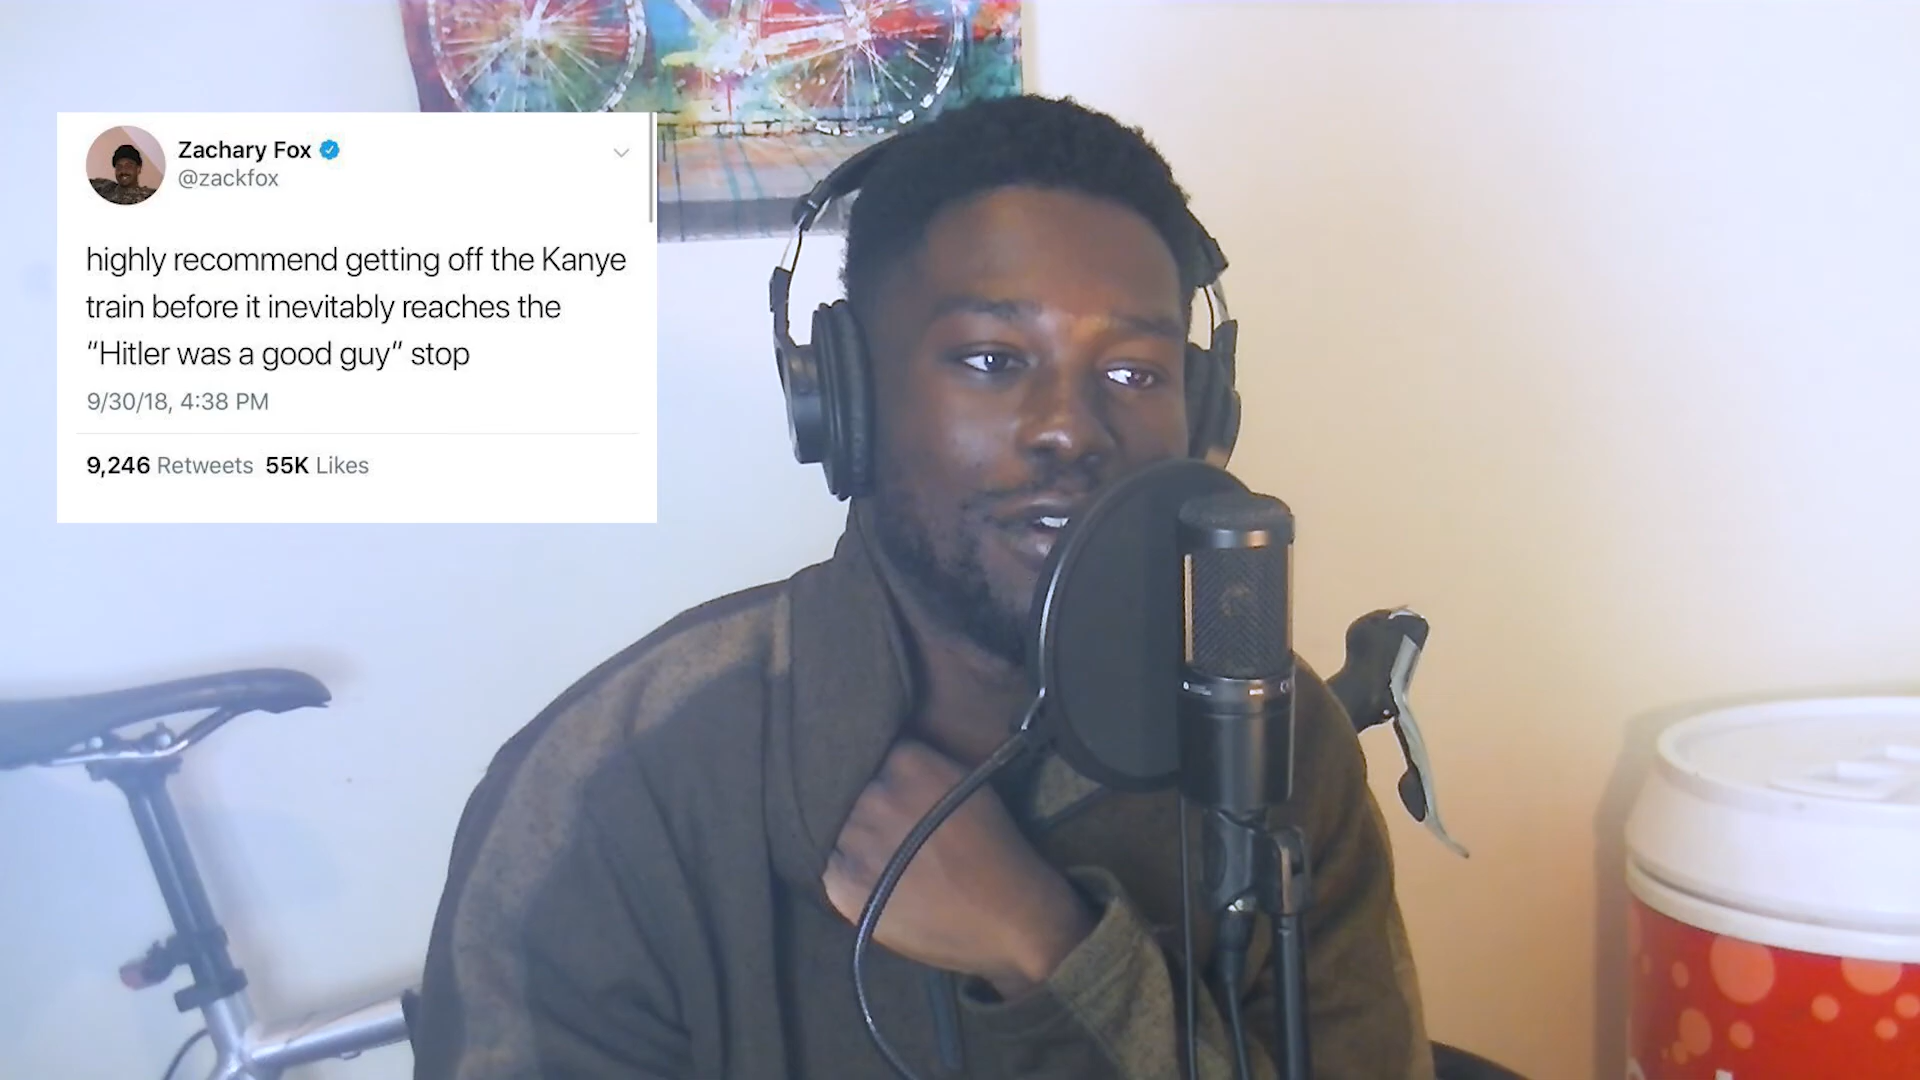 Zachary Fox
@zackfox
highly recommend getting off the Kanye
train before it inevitably reaches the
“Hitler was a good guy” stop
9/30/18, 4:38 PM
9,246 Retweets 55K Likes